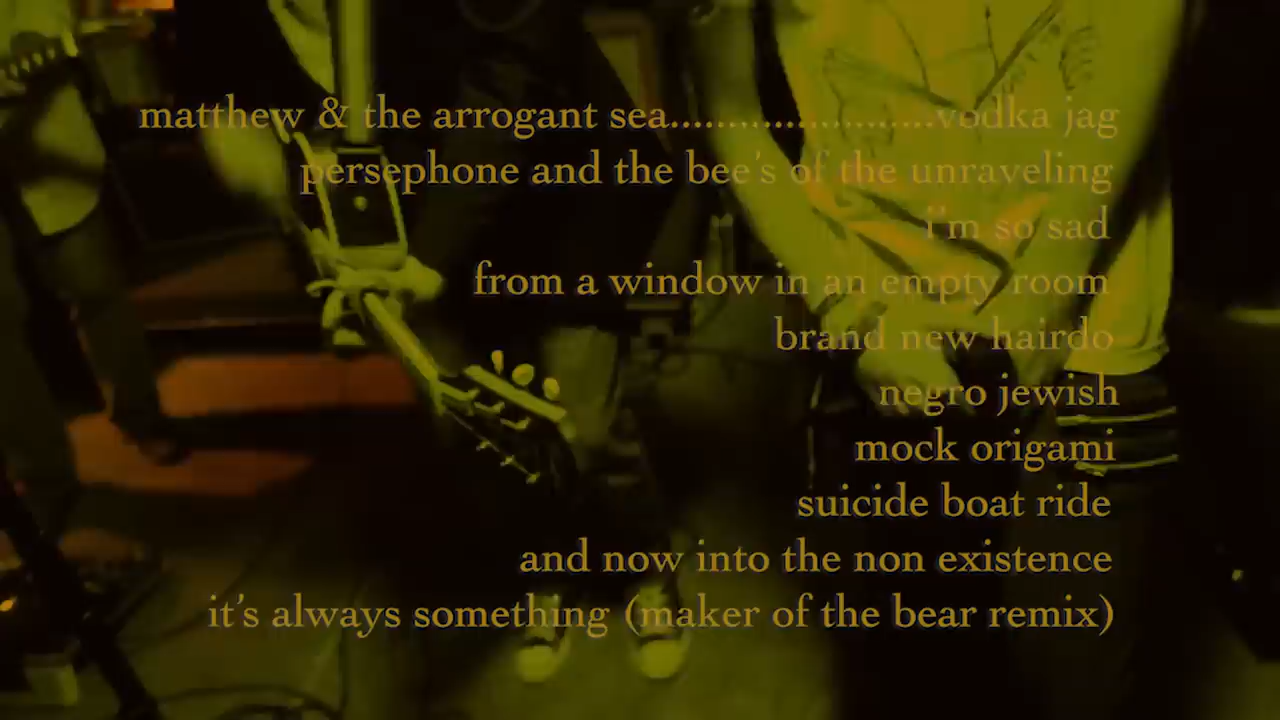 matthew & the arrogant sea.......................vodka jag
persephone and the bee's of the unraveling
i'm so sad
from a window in an empty room
brand new hairdo
negro jewish
mock origami
suicide boat ride
and now into the non existence
it's always something (maker of the bear remix)